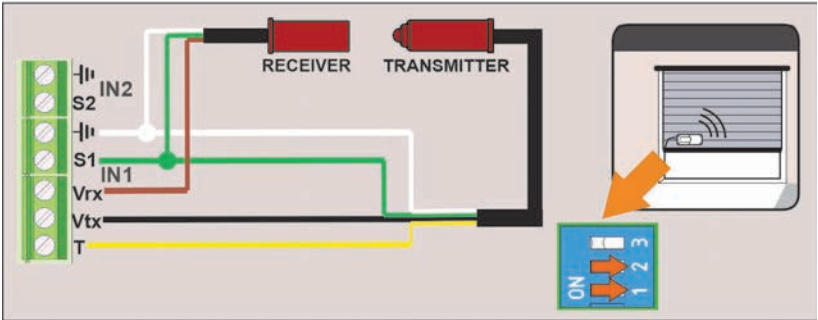 RECEIVER
TRANSMITTER
IN2
S2
S1
IN1
Vrx
Vtx
T
ON
1
2
3